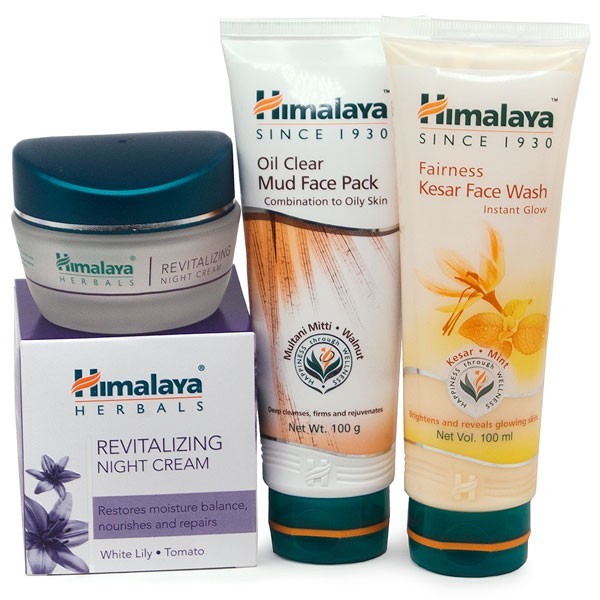 Himalaya®
HERBALS
REVITALIZING
NIGHT CREAM
Himalaya®
HERBALS
REVITALIZING
NIGHT CREAM
Restores moisture balance,
nourishes and repairs
White Lily • Tomato
Himalaya™
SINCE 1930
Oil Clear
Mud Face Pack
Combination to Oily Skin
Multani Mitti • Walnut
HAPPINESS through WELLNESS
Deep cleanses, firms and rejuvenates
Net Wt. 100 g
H
Himalaya™
SINCE 1930
Fairness
Kesar Face Wash
Instant Glow
Kesar • Mint
HAPPINESS through WELLNESS
Brightens and reveals glowing skin
Net Vol. 100 ml
H